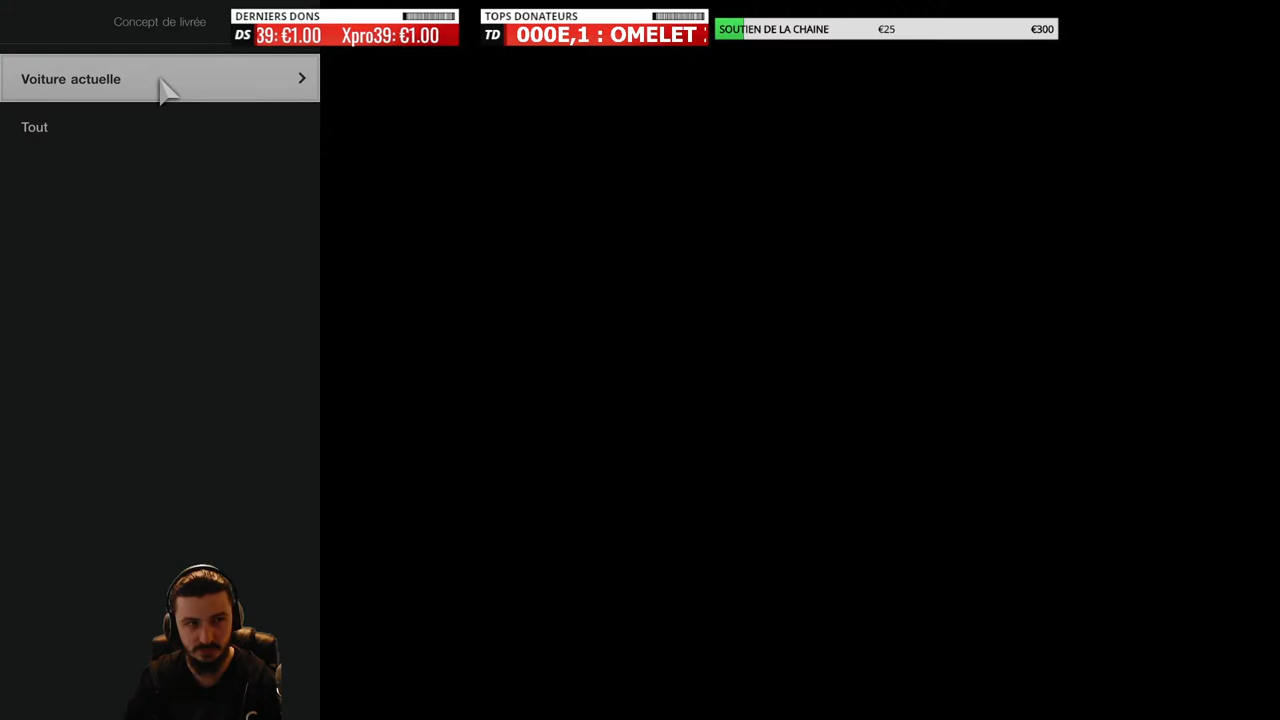 Concept de livrée
DERNIERS DONS
DS 39: €1.00 Xpro39: €1.00
TOPS DONATEURS
TD 000E,1 : OMELET
SOUTIEN DE LA CHAINE €25 €300
Voiture actuelle
Tout